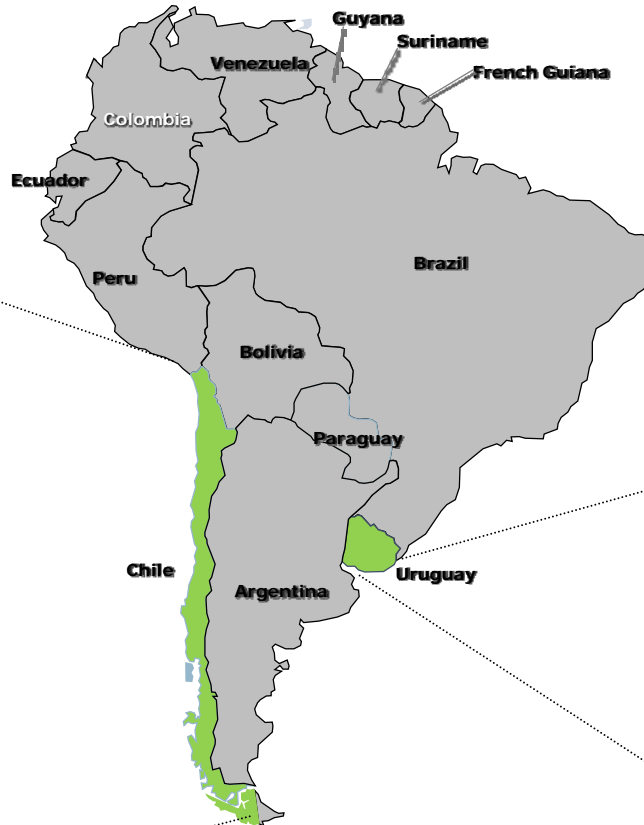 Guyana
Suriname
Venezuela
French Guiana
Colombia
Ecuador
Brazil
Peru
Bolivia
Paraguay
Chile
Uruguay
Argentina